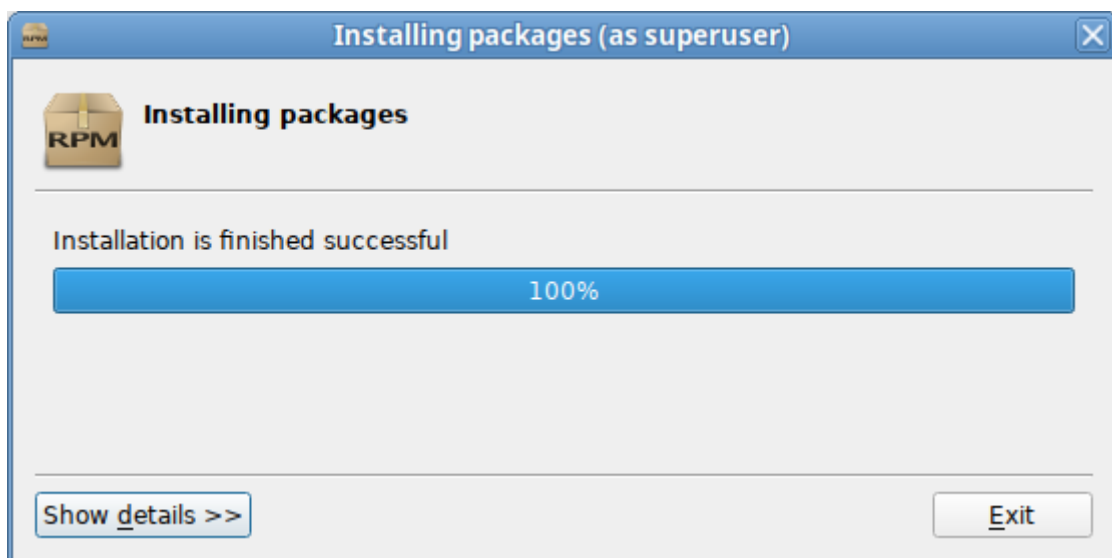 Installing packages (as superuser)
RPM
Installing packages
Installation is finished successful
100%
Show details >>
Exit